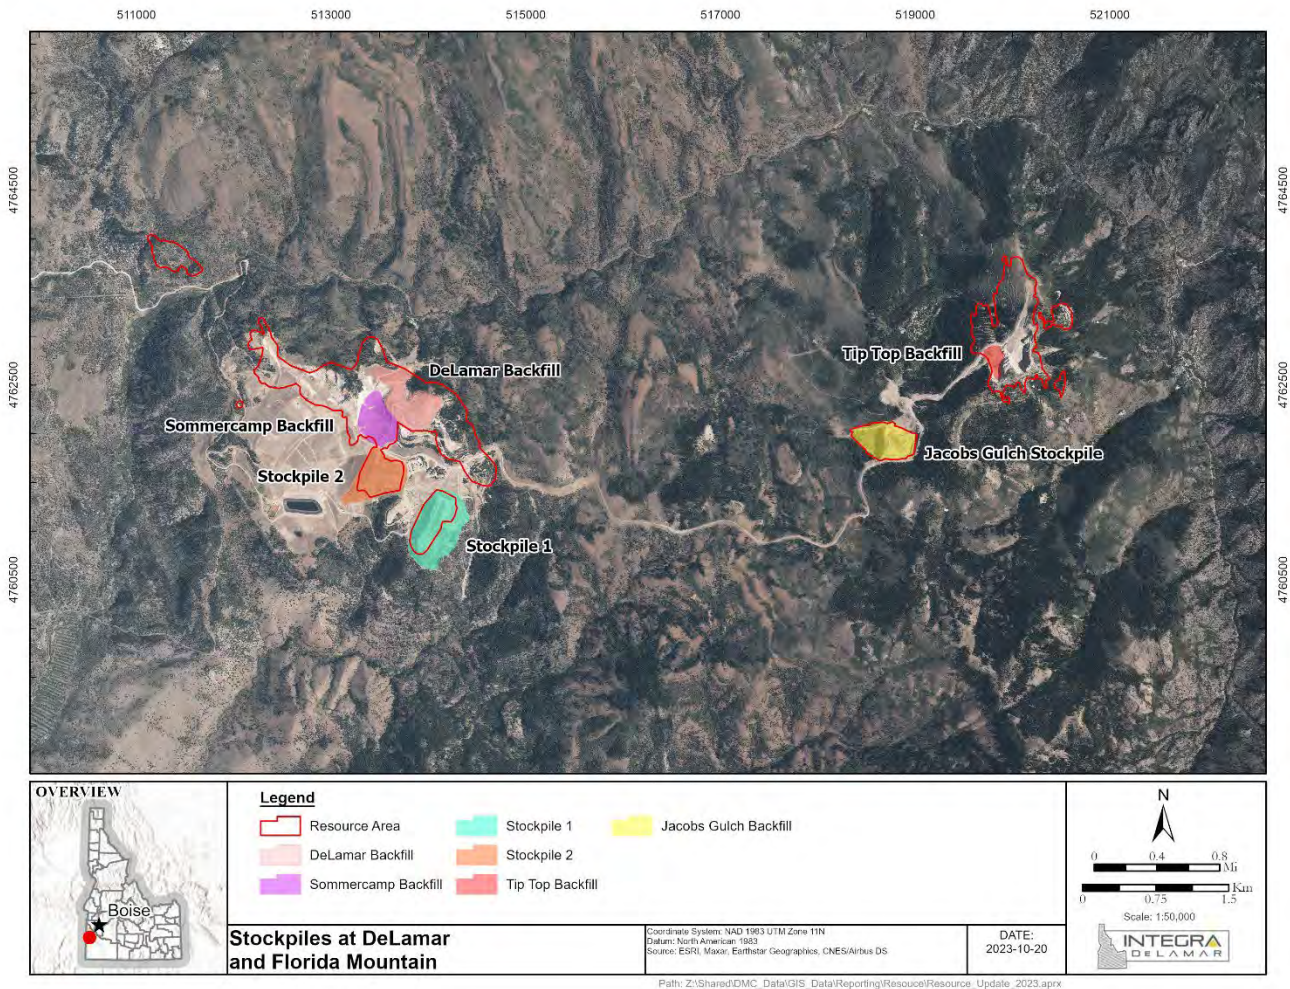 511000 513000 515000 517000 519000 521000
4764500
4764500
DeLamar Backfill
Tip Top Backfill
4762500
4762500
Sommercamp Backfill
Jacobs Gulch Stockpile
Stockpile 2
Stockpile 1
4760500
4760500
OVERVIEW
Boise
Legend
Resource Area
DeLamar Backfill
Sommercamp Backfill
Stockpile 1
Stockpile 2
Tip Top Backfill
Jacobs Gulch Backfill
N
0 0.4 0.8
Mi
Km
0 0.75 1.5
Scale: 1:50,000
INTEGRA
DELAMAR
Stockpiles at DeLamar
and Florida Mountain
Coordinate System: NAD 1983 UTM Zone 11N
Datum: North American 1983
Source: ESRI, Maxar, Earthstar Geographics, CNES/Airbus DS
DATE:
2023-10-20
Path: Z:\Shared\DMC_Data\GIS_Data\Reporting\Resouce\Resource_Update_2023.aprx